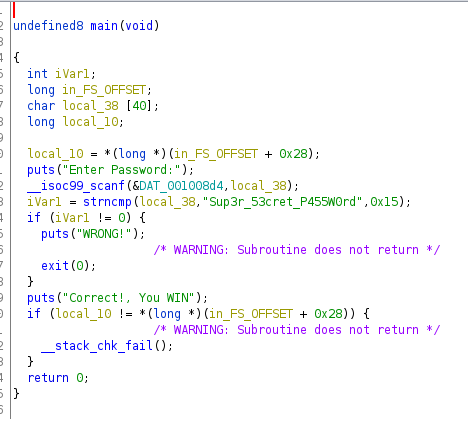 undefined8 main(void)
{
int iVar1;
long in_FS_OFFSET;
char local_38 [40];
long local_10;
local_10 = *(long *)(in_FS_OFFSET + 0x28);
puts("Enter Password:");
__isoc99_scanf(&DAT_001008d4,local_38);
iVar1 = strncmp(local_38,"Sup3r_53cret_P455W0rd",0x15);
if (iVar1 != 0) {
puts("WRONG!");
/* WARNING: Subroutine does not return */
exit(0);
}
puts("Correct!, You WIN");
if (local_10 != *(long *)(in_FS_OFFSET + 0x28)) {
/* WARNING: Subroutine does not return */
__stack_chk_fail();
}
return 0;
}